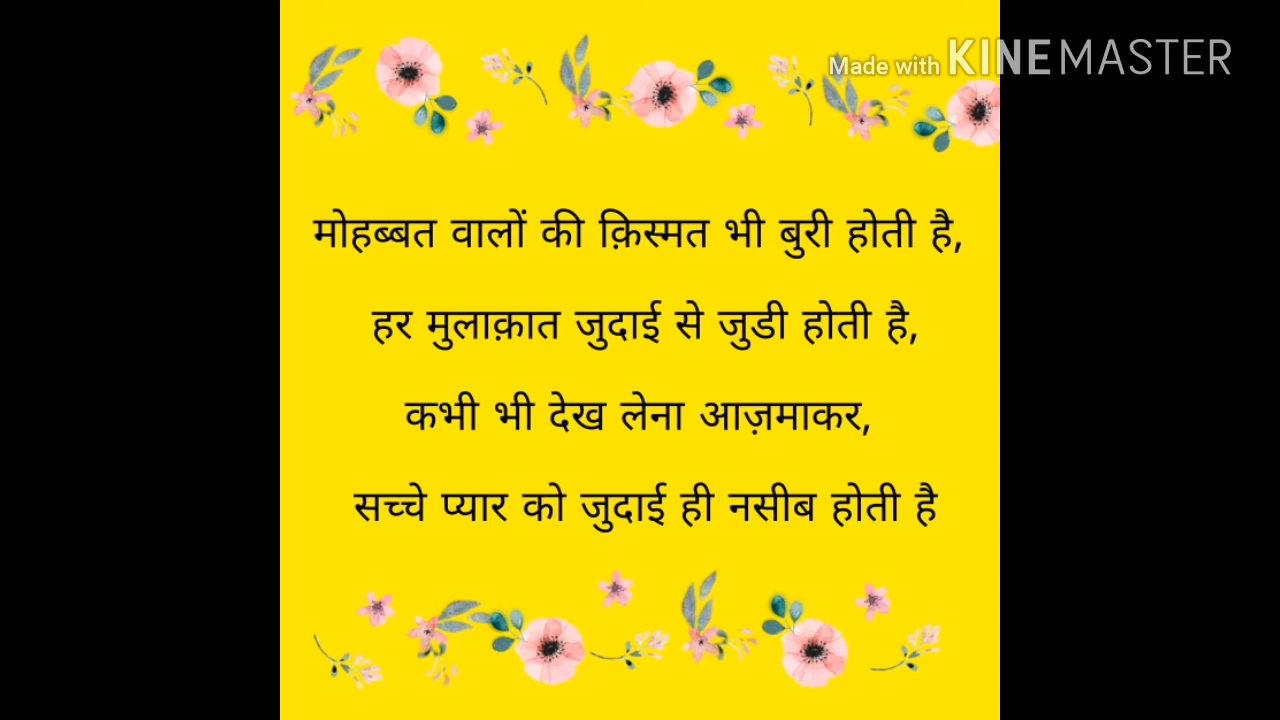 Made with KINEMASTER
मोहब्बत वालों की क़िस्मत भी बुरी होती है,
हर मुलाक़ात जुदाई से जुडी होती है,
कभी भी देख लेना आज़माकर,
सच्चे प्यार को जुदाई ही नसीब होती है